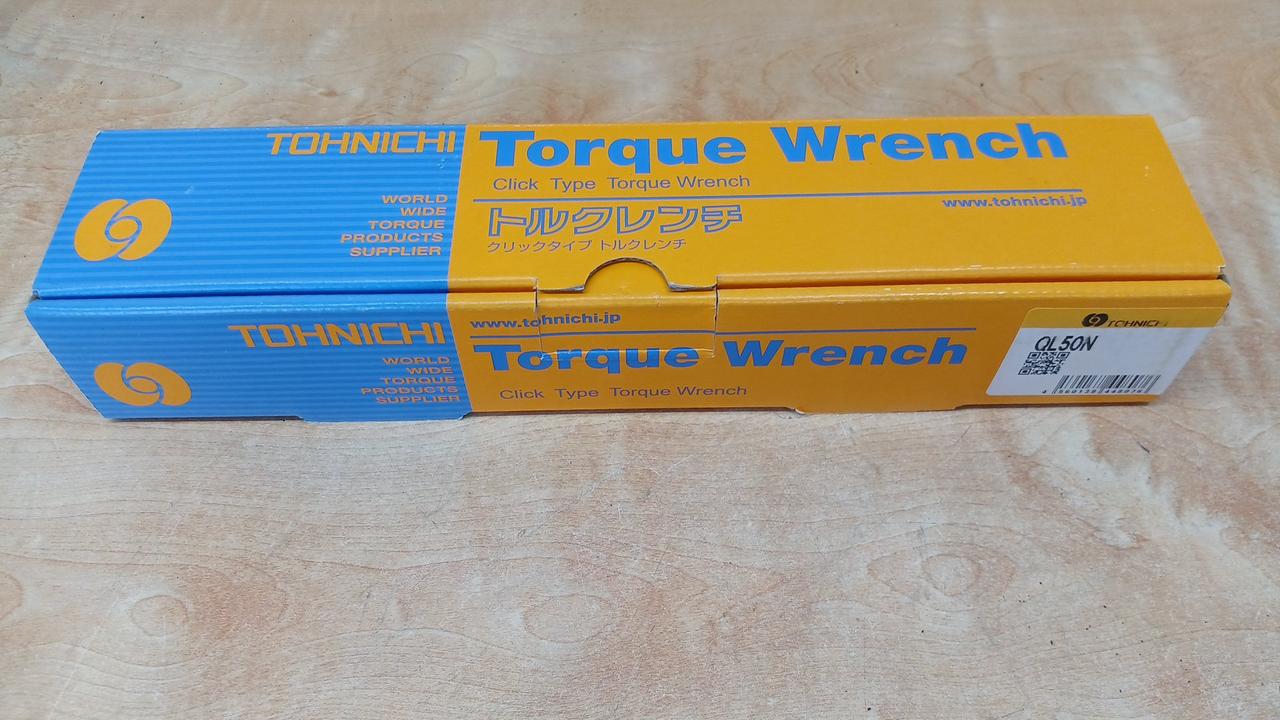 TOHNICHI
WORLD
WIDE
TORQUE
PRODUCTS
SUPPLIER
Torque Wrench
Click Type Torque Wrench
www.tohnichi.jp
トルクレンチ
クリックタイプ トルクレンチ
TOHNICHI
WORLD
WIDE
TORQUE
PRODUCTS
SUPPLIER
www.tohnichi.jp
Torque Wrench
Click Type Torque Wrench
TOHNICHI
QL50N